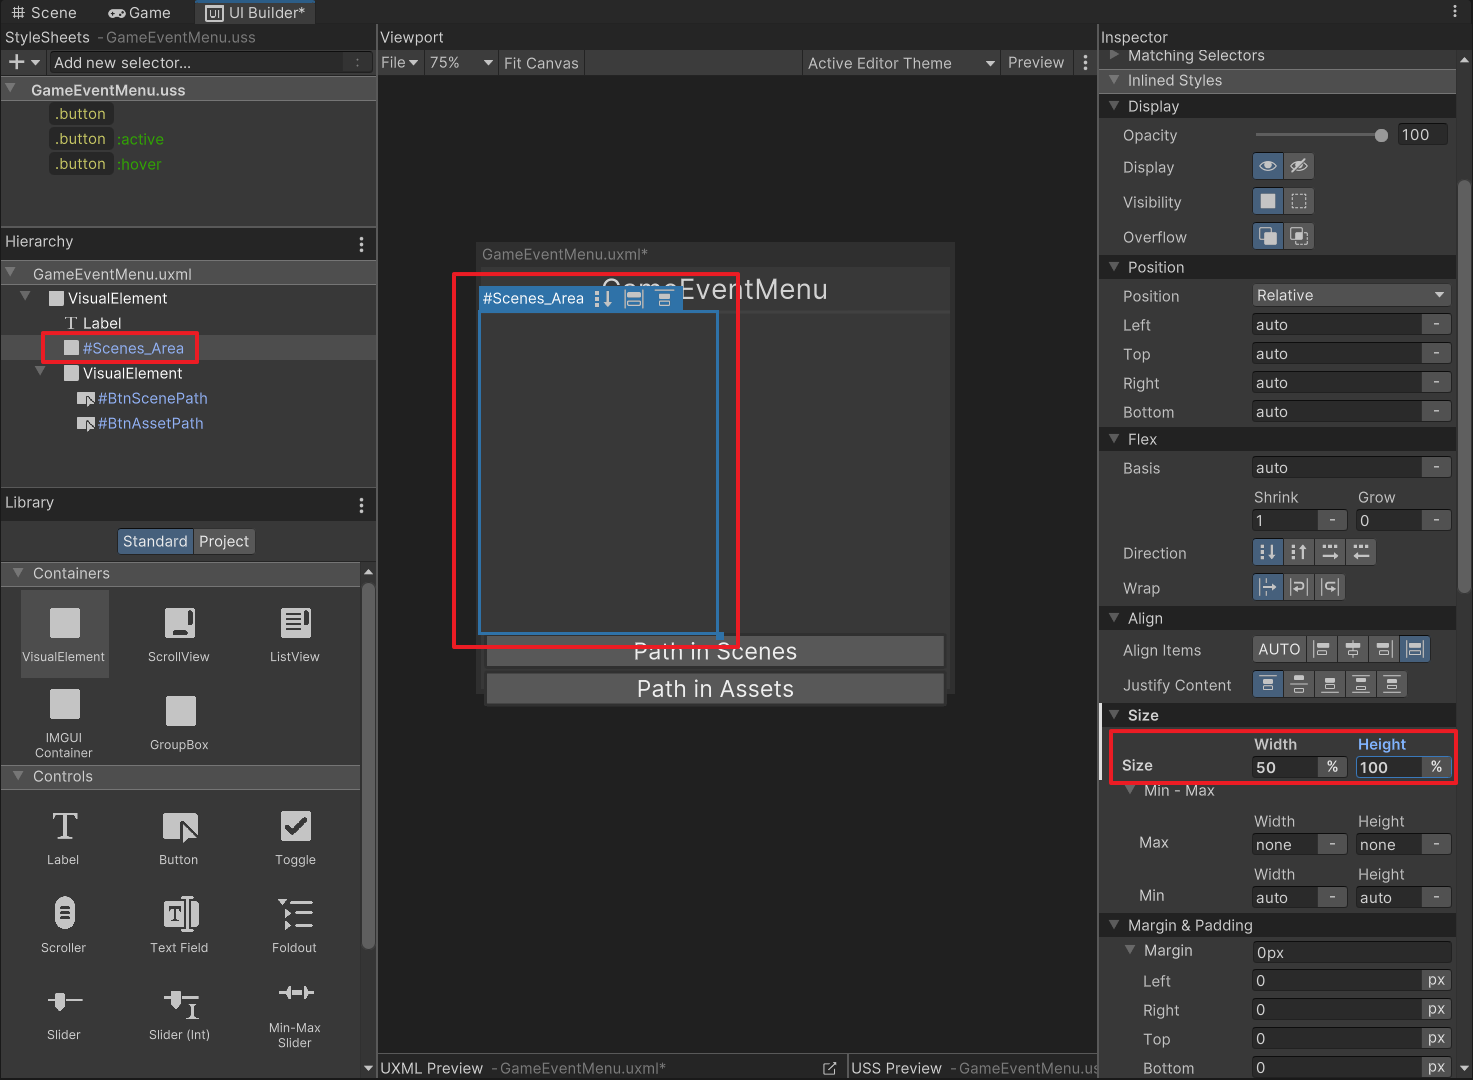 Scene
Game
UI Builder*
StyleSheets - GameEventMenu.uss
Add new selector...
GameEventMenu.uss
.button
.button :active
.button :hover
Hierarchy
GameEventMenu.uxml
VisualElement
Label
#Scenes_Area
VisualElement
#BtnScenePath
#BtnAssetPath
Library
Standard Project
Containers
VisualElement
ScrollView
ListView
IMGUI
Container
GroupBox
Controls
Label
Button
Toggle
Scroller
Text Field
Foldout
Slider
Slider (Int)
Min-Max
Slider
Viewport
File 75% Fit Canvas Active Editor Theme Preview
GameEventMenu.uxml*
GameEventMenu
#Scenes_Area
Path in Scenes
Path in Assets
UXML Preview - GameEventMenu.uxml*
USS Preview - GameEventMenu.us
Inspector
Matching Selectors
Inlined Styles
Display
Opacity 100
Display
Visibility
Overflow
Position
Position Relative
Left auto -
Top auto -
Right auto -
Bottom auto -
Flex
Basis auto -
Shrink Grow
1 - 0 -
Direction
Wrap
Align
Align Items AUTO
Justify Content
Size
Width Height
Size 50 % 100 %
Min - Max
Width Height
Max none - none -
Width Height
Min auto - auto -
Margin & Padding
Margin 0px
Left 0 px
Right 0 px
Top 0 px
Bottom 0 px